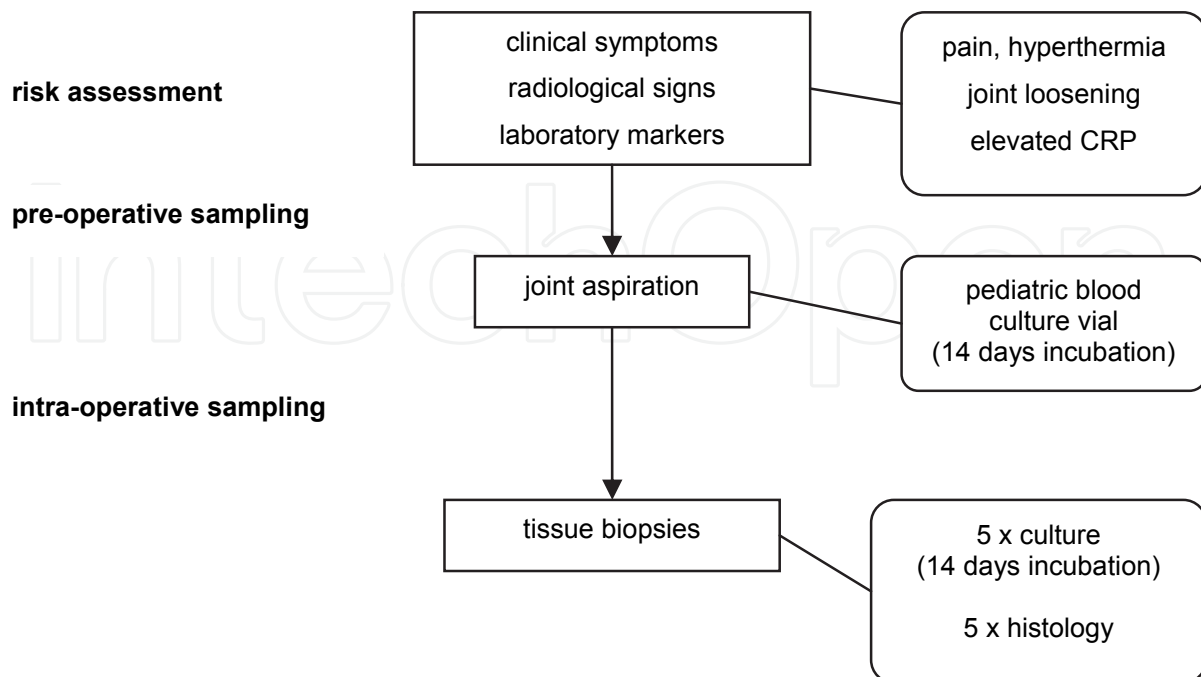 clinical symptoms
radiological signs
laboratory markers
pain, hyperthermia
joint loosening
elevated CRP
risk assessment
pre-operative sampling
joint aspiration
pediatric blood
culture vial
(14 days incubation)
IntechOpen
intra-operative sampling
tissue biopsies
5 x culture
(14 days incubation)
5 x histology